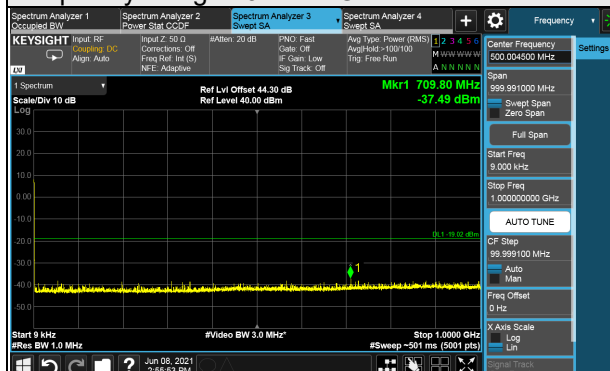 Spectrum Analyzer 1
Occupied BW
Spectrum Analyzer 2
Power Stat CCDF
Spectrum Analyzer 3
Swept SA
Spectrum Analyzer 4
Swept SA
+
Frequency
KEYSIGHT
Input: RF
Coupling: DC
Align: Auto
Input Z: 50 Ω
Corrections: Off
Freq Ref: Int (S)
NFE: Adaptive
#Atten: 20 dB
PNO: Fast
Gate: Off
IF Gain: Low
Sig Track: Off
Avg Type: Power (RMS)
Avg|Hold:>100/100
Trig: Free Run
1 2 3 4 5 6
M W W W W W
A N N N N N
LXI
1 Spectrum
Scale/Div 10 dB
Log
Ref Lvl Offset 44.30 dB
Ref Level 40.00 dBm
Mkr1 709.80 MHz
-37.49 dBm
30.0
20.0
10.0
0.00
-10.0
-20.0
-30.0
-40.0
-50.0
DL1 -19.02 dBm
1
Start 9 kHz
#Res BW 1.0 MHz
#Video BW 3.0 MHz*
Stop 1.0000 GHz
#Sweep ~501 ms (5001 pts)
Jun 08, 2021
2:55:53 PM
Center Frequency
500.004500 MHz
Settings
Span
999.991000 MHz
Swept Span
Zero Span
Full Span
Start Freq
9.000 kHz
Stop Freq
1.000000000 GHz
AUTO TUNE
CF Step
99.999100 MHz
Auto
Man
Freq Offset
0 Hz
X Axis Scale
Log
Lin
Signal Track